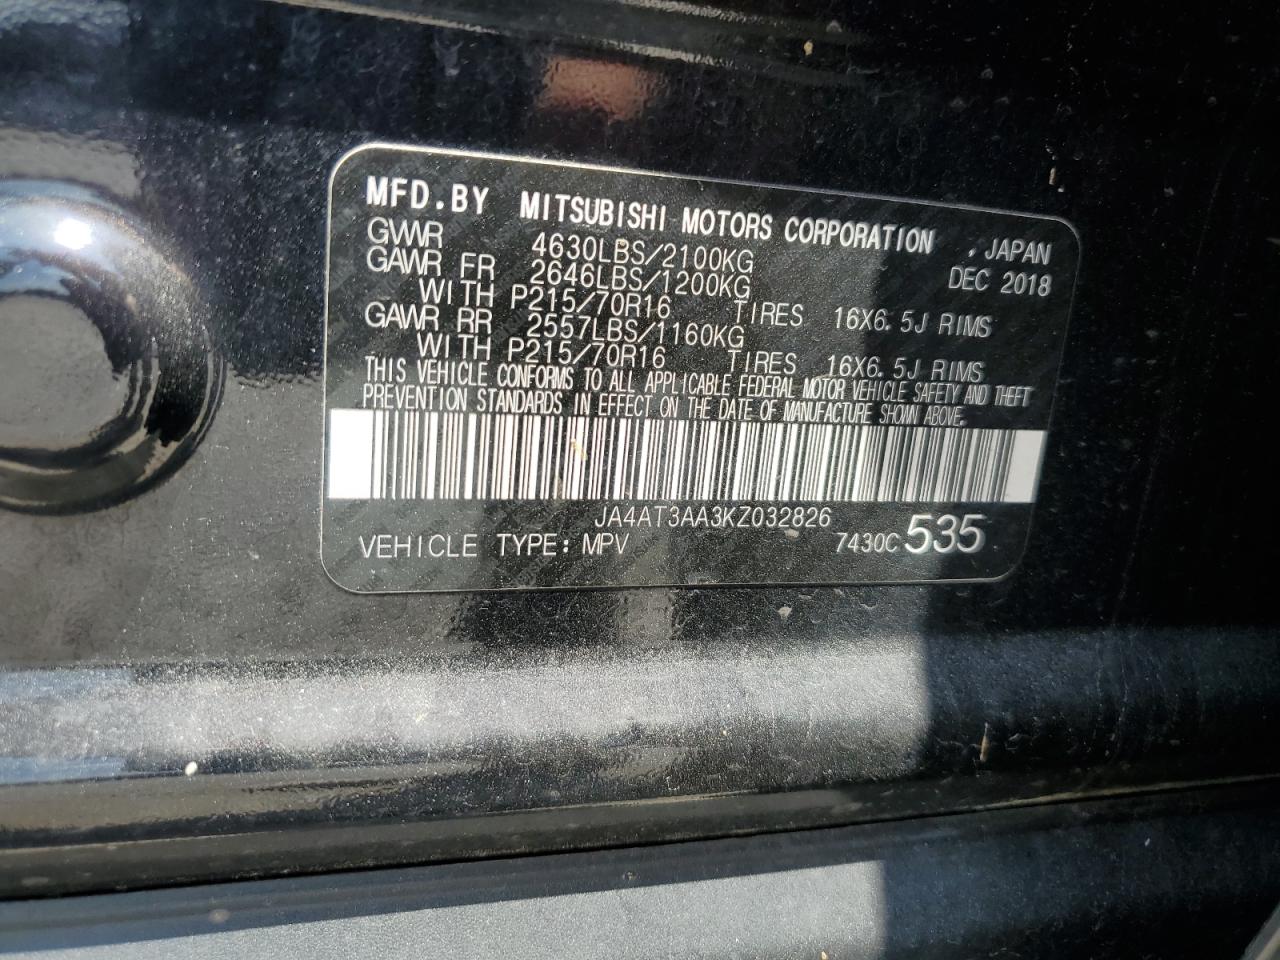 MFD.BY MITSUBISHI MOTORS CORPORATION , JAPAN
GWWR 4630LBS/2100KG DEC 2018
GAWR FR 2646LBS/1200KG
WITH P215/70R16 TIRES 16X6.5J RIMS
GAWR RR 2557LBS/1160KG
WITH P215/70R16 TIRES 16X6.5J RIMS
THIS VEHICLE CONFORMS TO ALL APPLICABLE FEDERAL MOTOR VEHICLE SAFETY AND THEFT
PREVENTION STANDARDS IN EFFECT ON THE DATE OF MANUFACTURE SHOWN ABOVE.
JA4AT3AA3KZ032826
VEHICLE TYPE: MPV 7430C 535